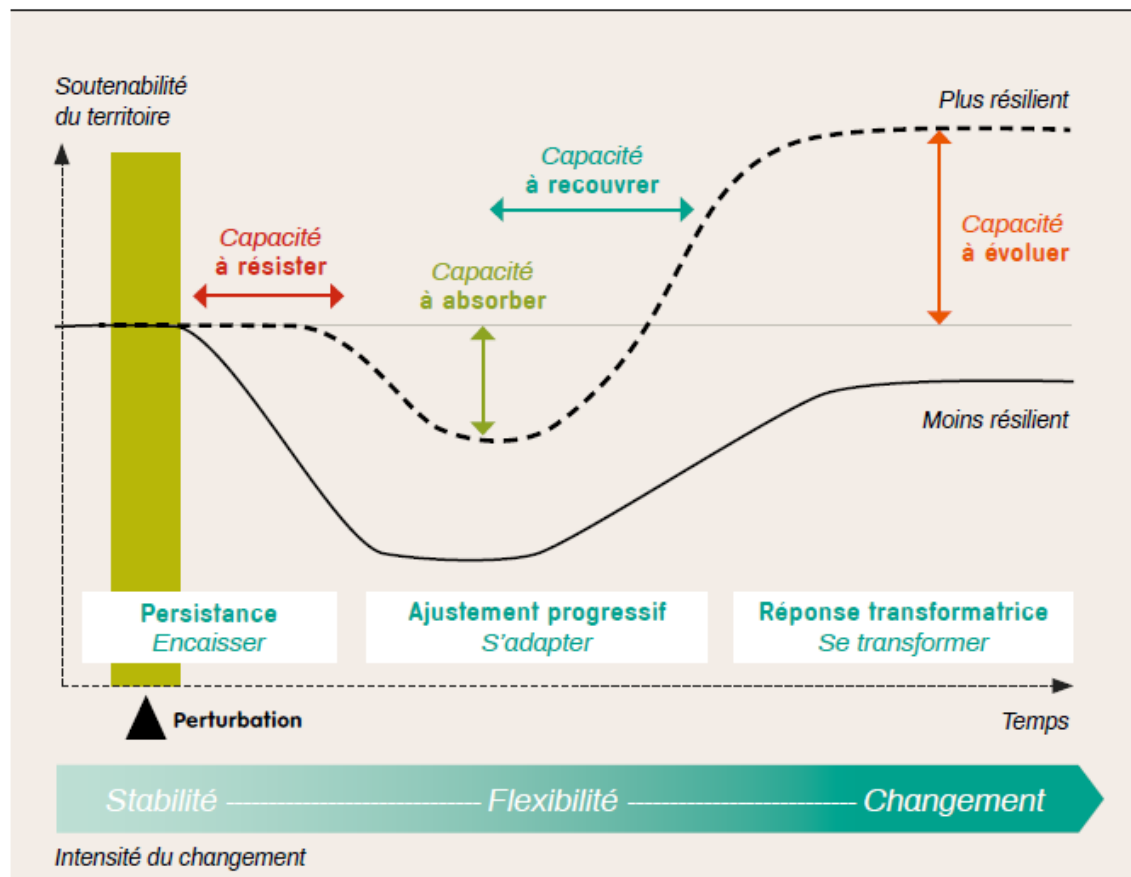 Soutenabilité
du territoire
Plus résilient
Capacité
à recouvrer
Capacité
à résister
Capacité
à absorber
Capacité
à évoluer
Moins résilient
Persistance
Encaisser
Ajustement progressif
S'adapter
Réponse transformatrice
Se transformer
Perturbation
Temps
Stabilité
Flexibilité
Changement
Intensité du changement